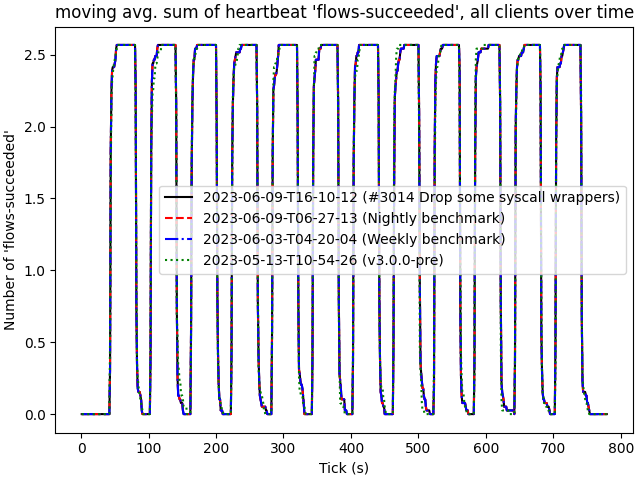 moving avg. sum of heartbeat 'flows-succeeded', all clients over time
Number of 'flows-succeeded'
2.5
2.0
1.5
1.0
0.5
0.0
2023-06-09-T16-10-12 (#3014 Drop some syscall wrappers)
2023-06-09-T06-27-13 (Nightly benchmark)
2023-06-03-T04-20-04 (Weekly benchmark)
2023-05-13-T10-54-26 (v3.0.0-pre)
0 100 200 300 400 500 600 700 800
Tick (s)